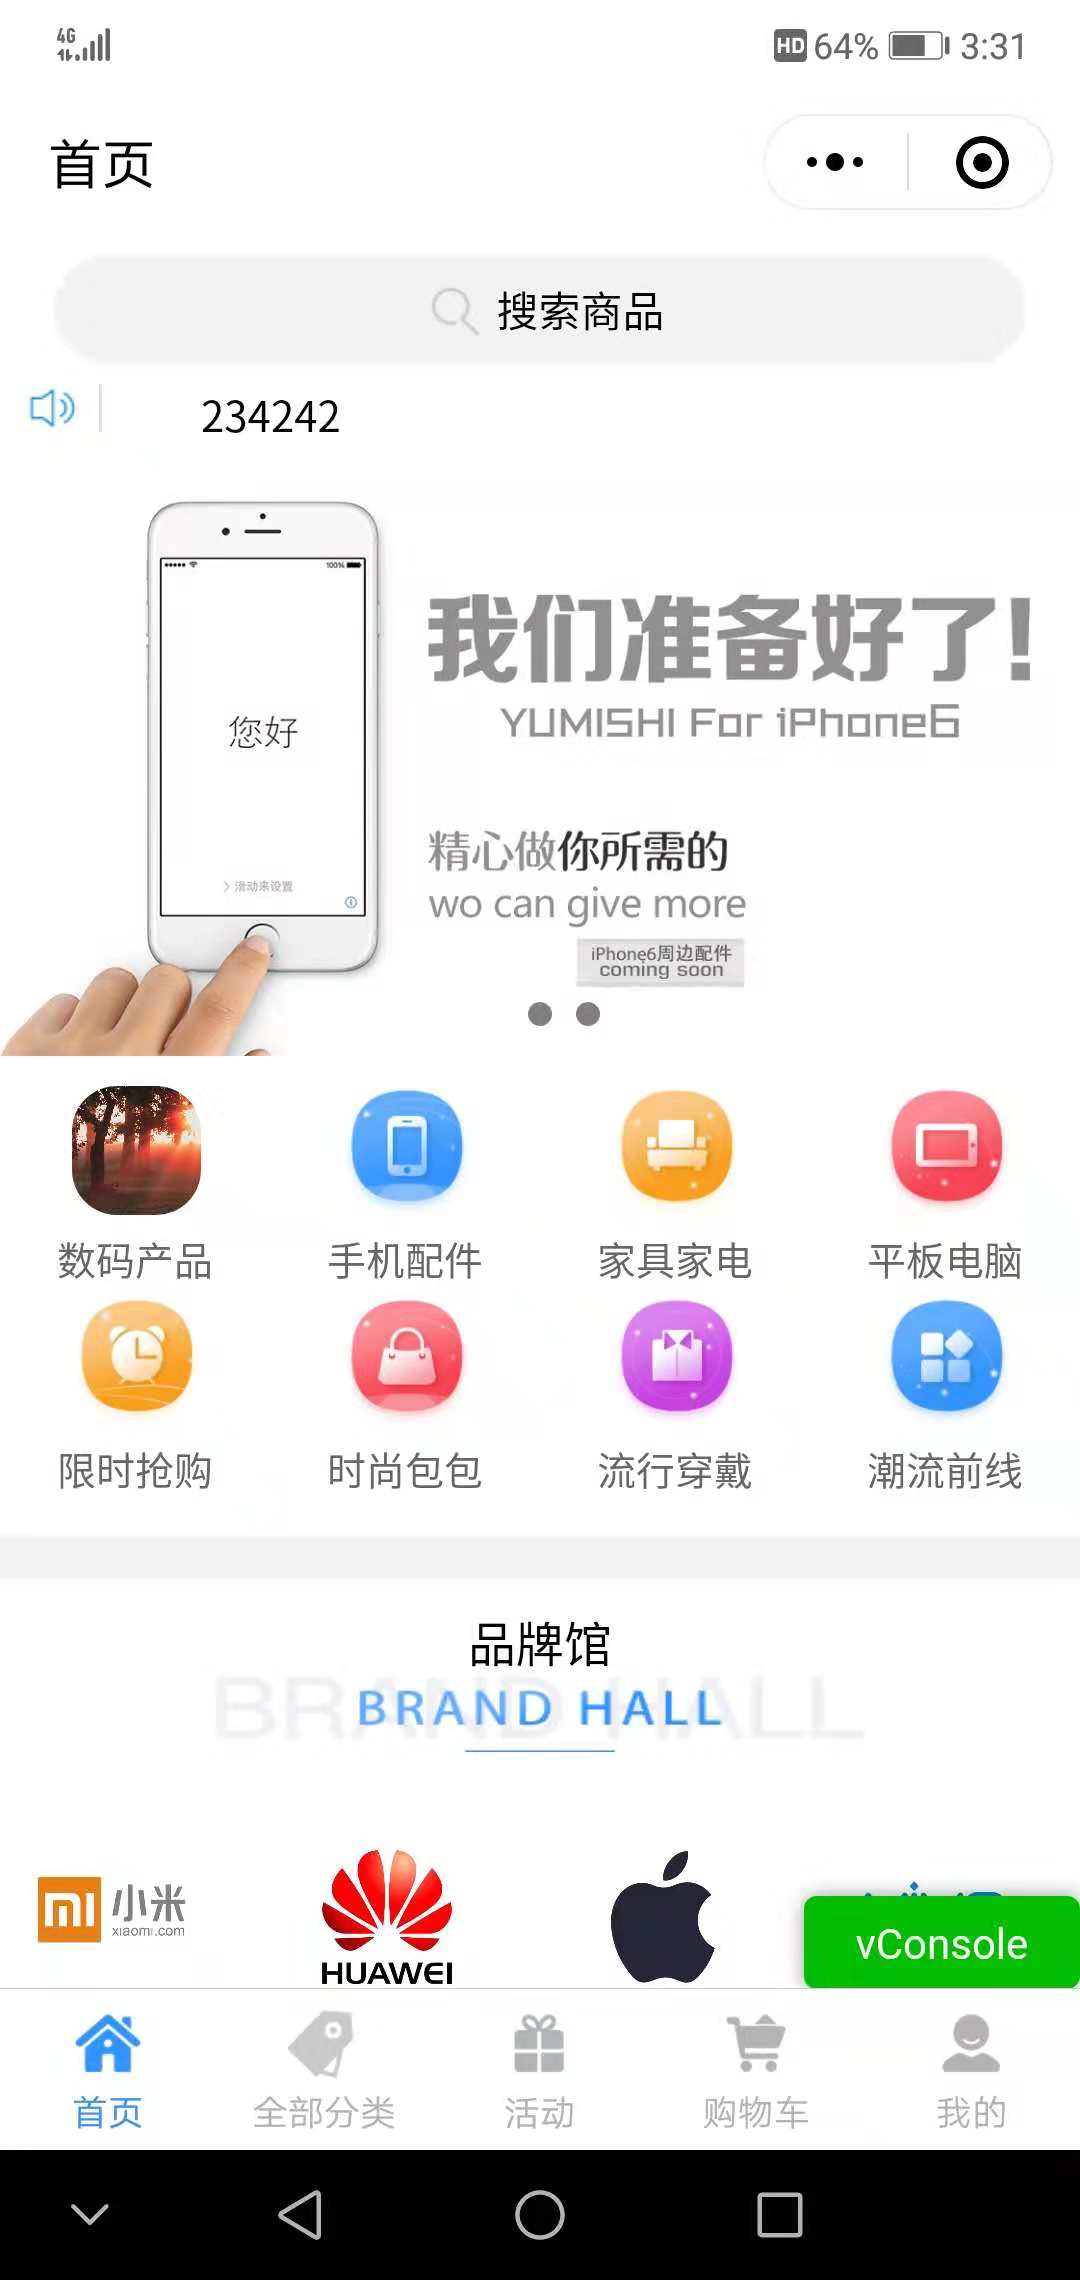 4G HD 64% 3:31
首页
搜索商品
234242
100%
我们准备好了!
YUMISHI For iPhone6
您好
精心做你所需的
wo can give more
> 滑动来设置
iPhone6周边配件
coming soon
数码产品 手机配件 家具家电 平板电脑
限时抢购 时尚包包 流行穿戴 潮流前线
品牌馆
BRAND HALL
BRAND HALL
mi 小米
xiaomi.com
HUAWEI
vConsole
首页 全部分类 活动 购物车 我的